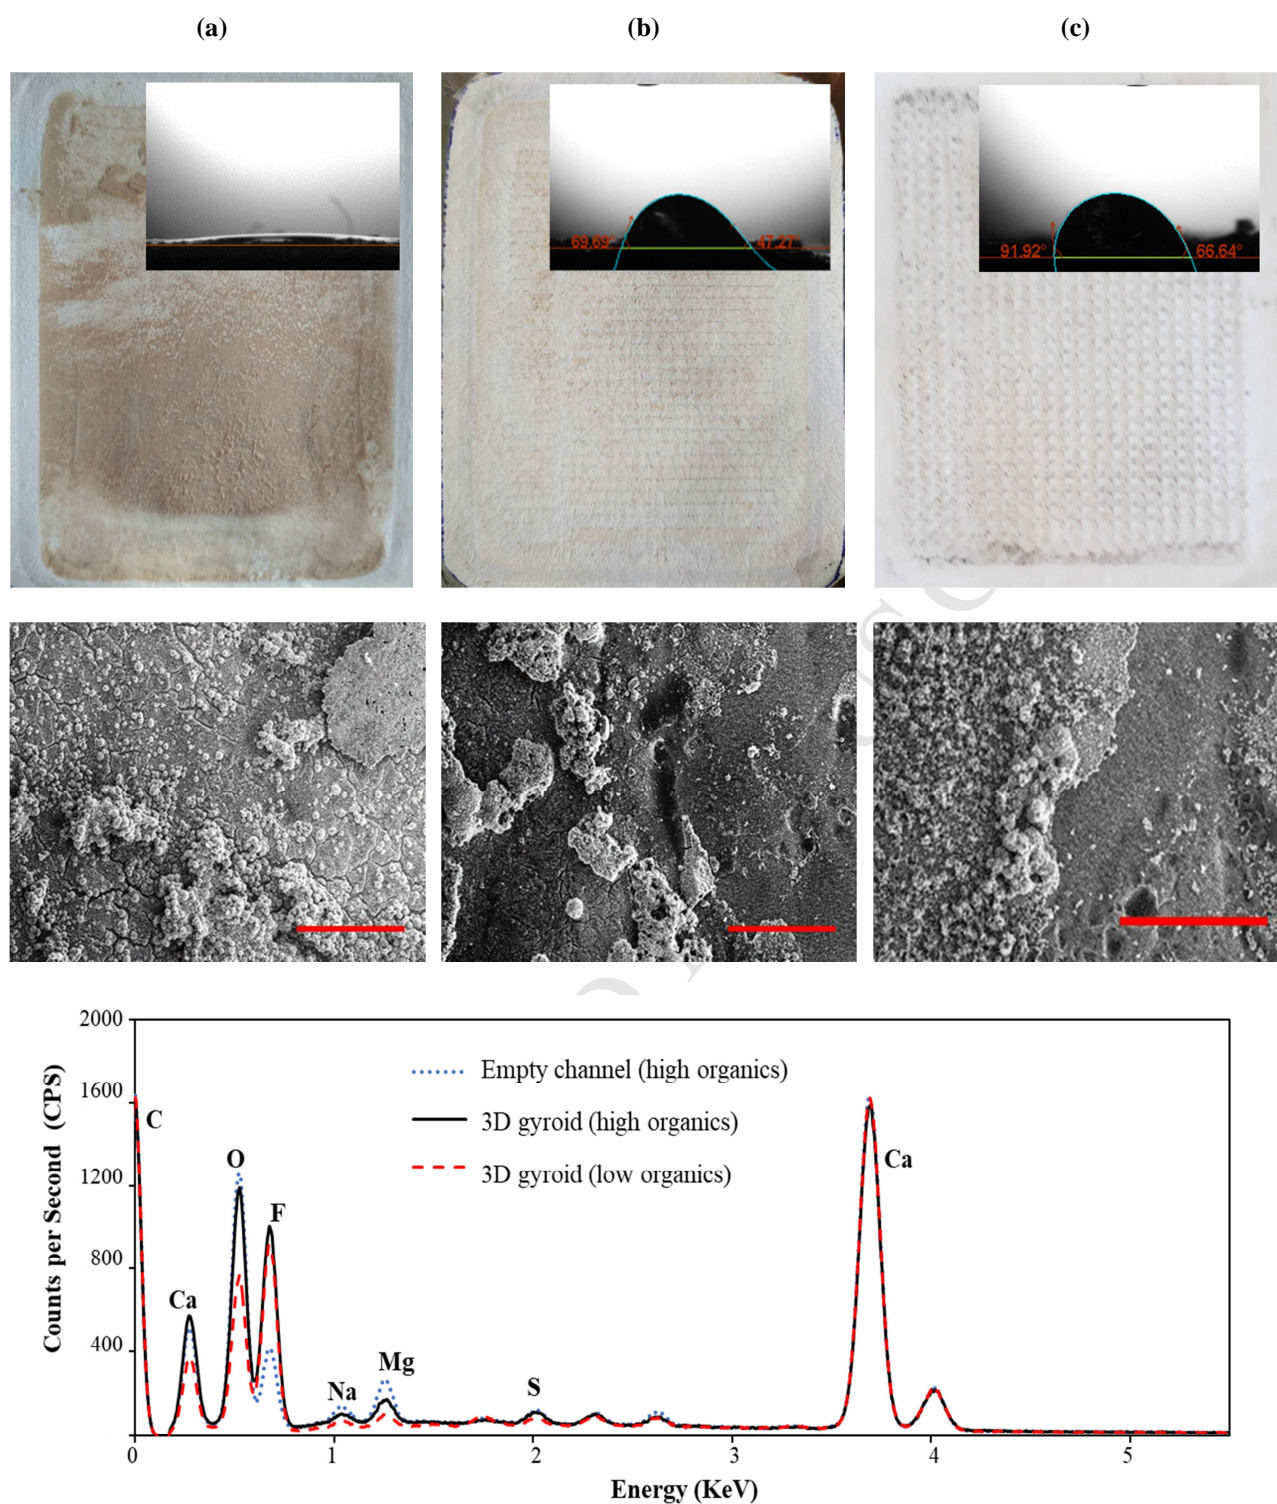 (a) (b) (c)
69.69° 47.27°
91.92° 66.64°
2000
1600
1200
800
400
Counts per Second (CPS)
Empty channel (high organics)
3D gyroid (high organics)
3D gyroid (low organics)
C
O
F
Ca
Na
Mg
S
Ca
0 1 2 3 4 5
Energy (KeV)